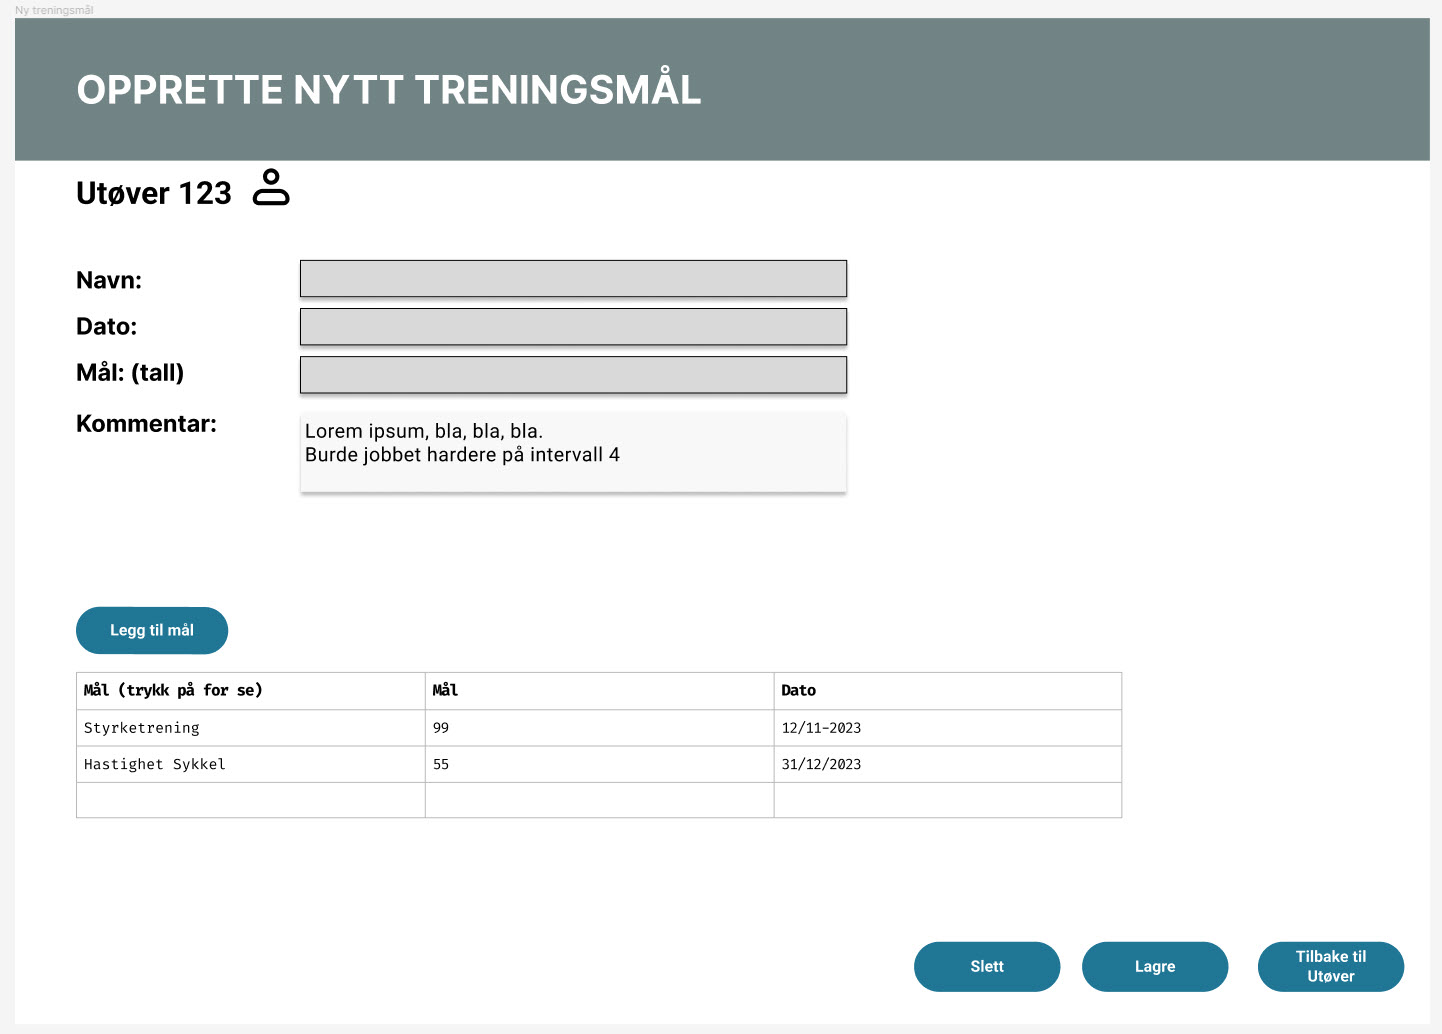 Ny treningsmål
OPPRETTE NYTT TRENINGSMÅL
Utøver 123
Navn:
Dato:
Mål: (tall)
Kommentar:
Lorem ipsum, bla, bla, bla.
Burde jobbet hardere på intervall 4
Legg til mål
Mål (trykk på for se) Mål Dato
Styrketrening 99 12/11-2023
Hastighet Sykkel 55 31/12/2023
Slett
Lagre
Tilbake til
Utøver